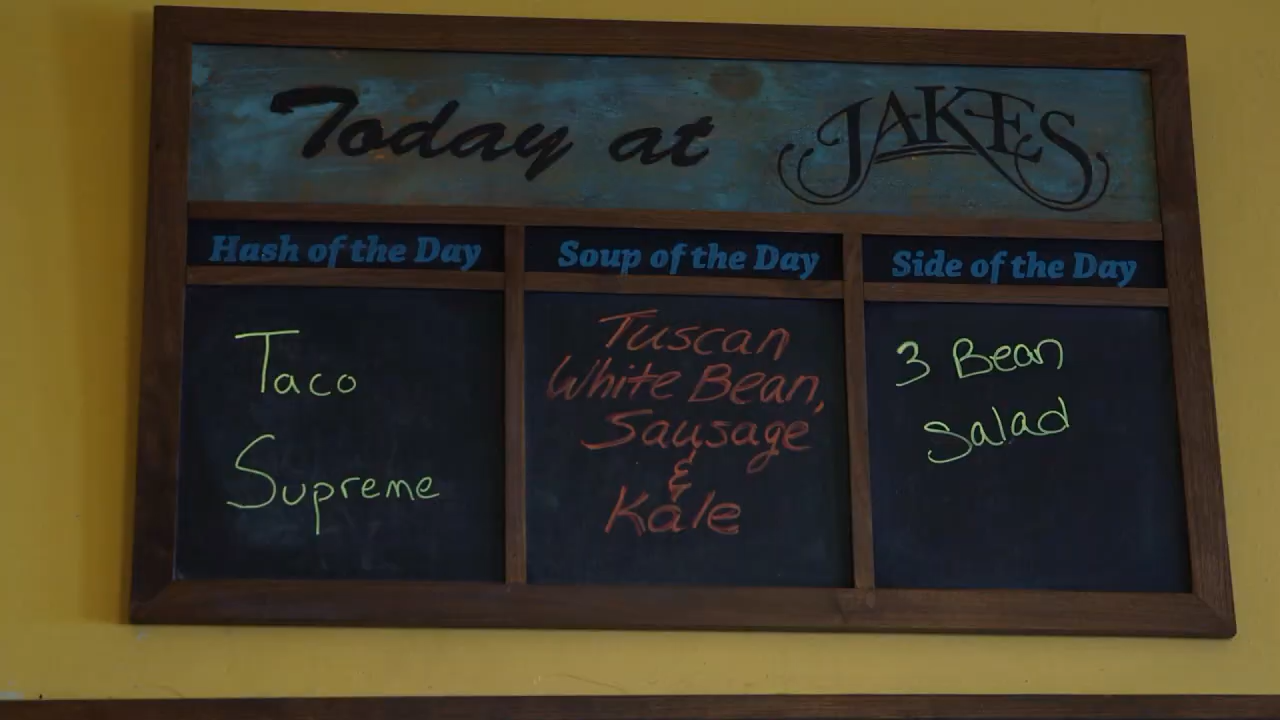 Today at JAKES
Hash of the Day
Taco
Supreme
Soup of the Day
Tuscan
White Bean,
Sausage
&
Kale
Side of the Day
3 Bean
Salad